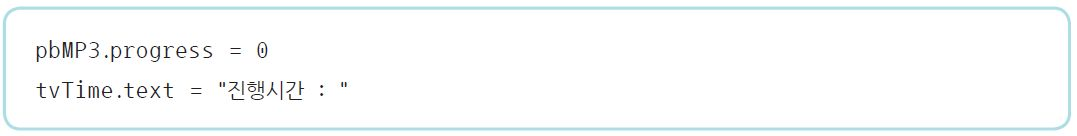 pbMP3.progress = 0
tvTime.text = "진행시간 : "